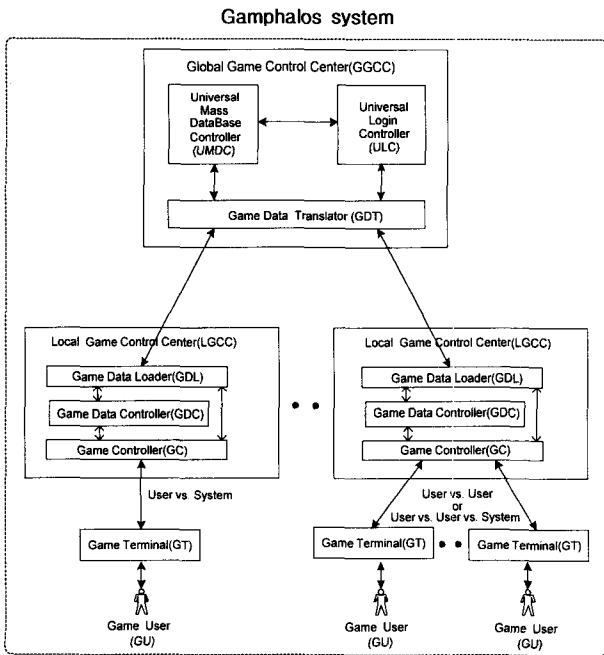 Gamphalos system
Global Game Control Center(GGCC)
Universal
Mass
DataBase
Controller
(UMDC)
Universal
Login
Controller
(ULC)
Game Data Translator (GDT)
Local Game Control Center(LGCC)
Game Data Loader(GDL)
Game Data Controller(GDC)
Game Controller(GC)
Local Game Control Center(LGCC)
Game Data Loader(GDL)
Game Data Controller(GDC)
Game Controller(GC)
User vs. System
User vs. User
or
User vs. User vs. System
Game Terminal(GT)
Game Terminal(GT)
Game Terminal(GT)
Game User
(GU)
Game User
(GU)
Game User
(GU)